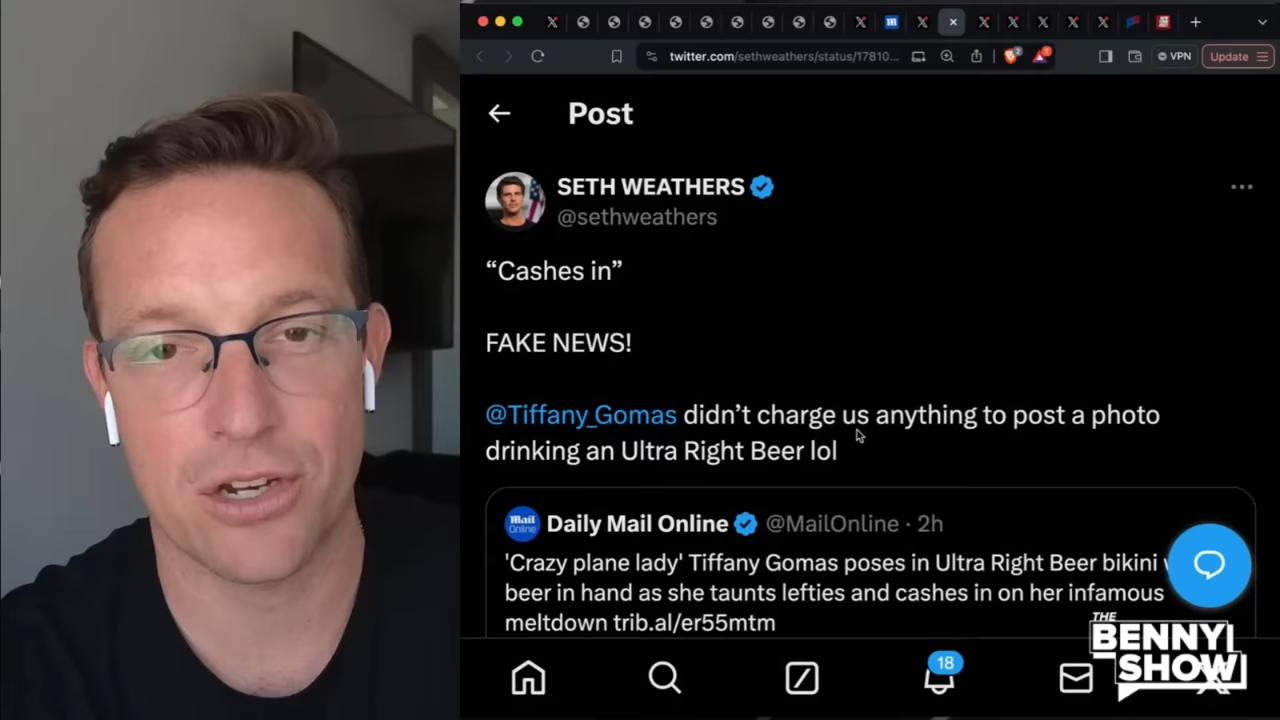 twitter.com/sethweathers/status/17810...
VPN
Update
Post
SETH WEATHERS
@sethweathers
“Cashes in”
FAKE NEWS!
@Tiffany_Gomas didn’t charge us anything to post a photo
drinking an Ultra Right Beer lol
Mail
Online
Daily Mail Online @MailOnline · 2h
'Crazy plane lady' Tiffany Gomas poses in Ultra Right Beer bikini
beer in hand as she taunts lefties and cashes in on her infamous
meltdown trib.al/er55mtm
18
THE
BENNY
SHOW